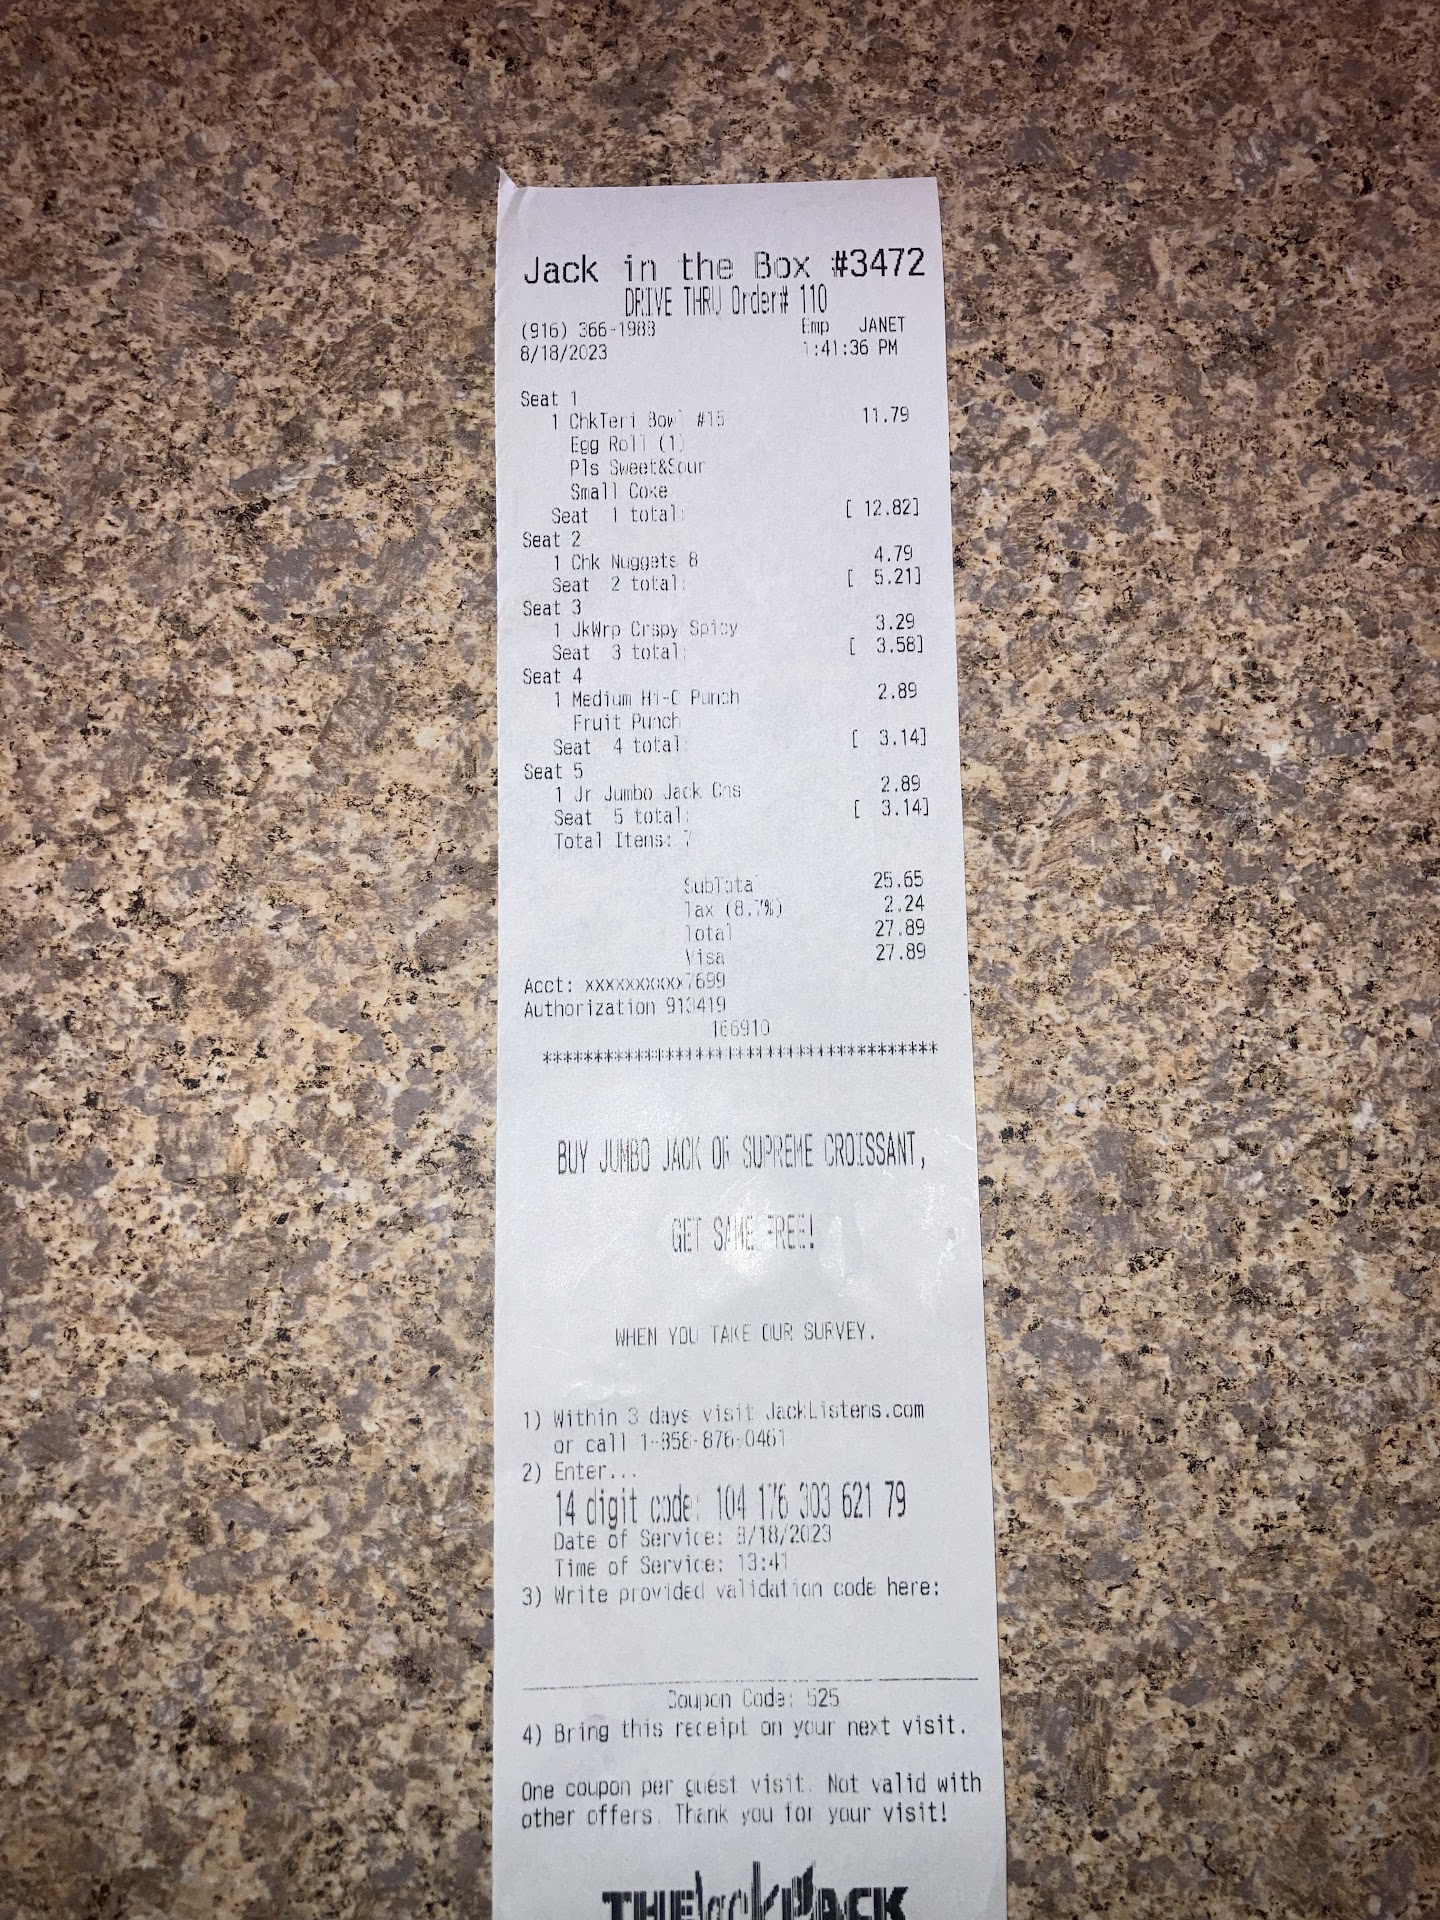 Jack in the Box #3472
DRIVE THRU Order# 110
(916) 366-1988 Emp JANET
8/18/2023 1:41:36 PM
Seat 1
1 ChkTeri Bowl #15 11.79
Egg Roll (1)
Pls Sweet&Sour
Small Coke
Seat 1 total: [ 12.82]
Seat 2
1 Chk Nuggets 8 4.79
Seat 2 total: [ 5.21]
Seat 3
1 JkWrp Crspy Spicy 3.29
Seat 3 total: [ 3.58]
Seat 4
1 Medium Hi-C Punch 2.89
Fruit Punch
Seat 4 total: [ 3.14]
Seat 5
1 Jr Jumbo Jack Chs 2.89
Seat 5 total: [ 3.14]
Total Items: 7
SubTotal 25.65
Tax (8.7%) 2.24
Total 27.89
Visa 27.89
Acct: xxxxxxxxxx7699
Authorization 913419
166910
***************************************
BUY JUMBO JACK OR SUPREME CROISSANT,
GET SAME FREE!
WHEN YOU TAKE OUR SURVEY.
1) Within 3 days visit JackListens.com
or call 1-858-876-0461
2) Enter...
14 digit code: 104 176 303 621 79
Date of Service: 8/18/2023
Time of Service: 13:41
3) Write provided validation code here:
Coupon Code: 525
4) Bring this receipt on your next visit.
One coupon per guest visit. Not valid with
other offers. Thank you for your visit!
THE Jack PACK